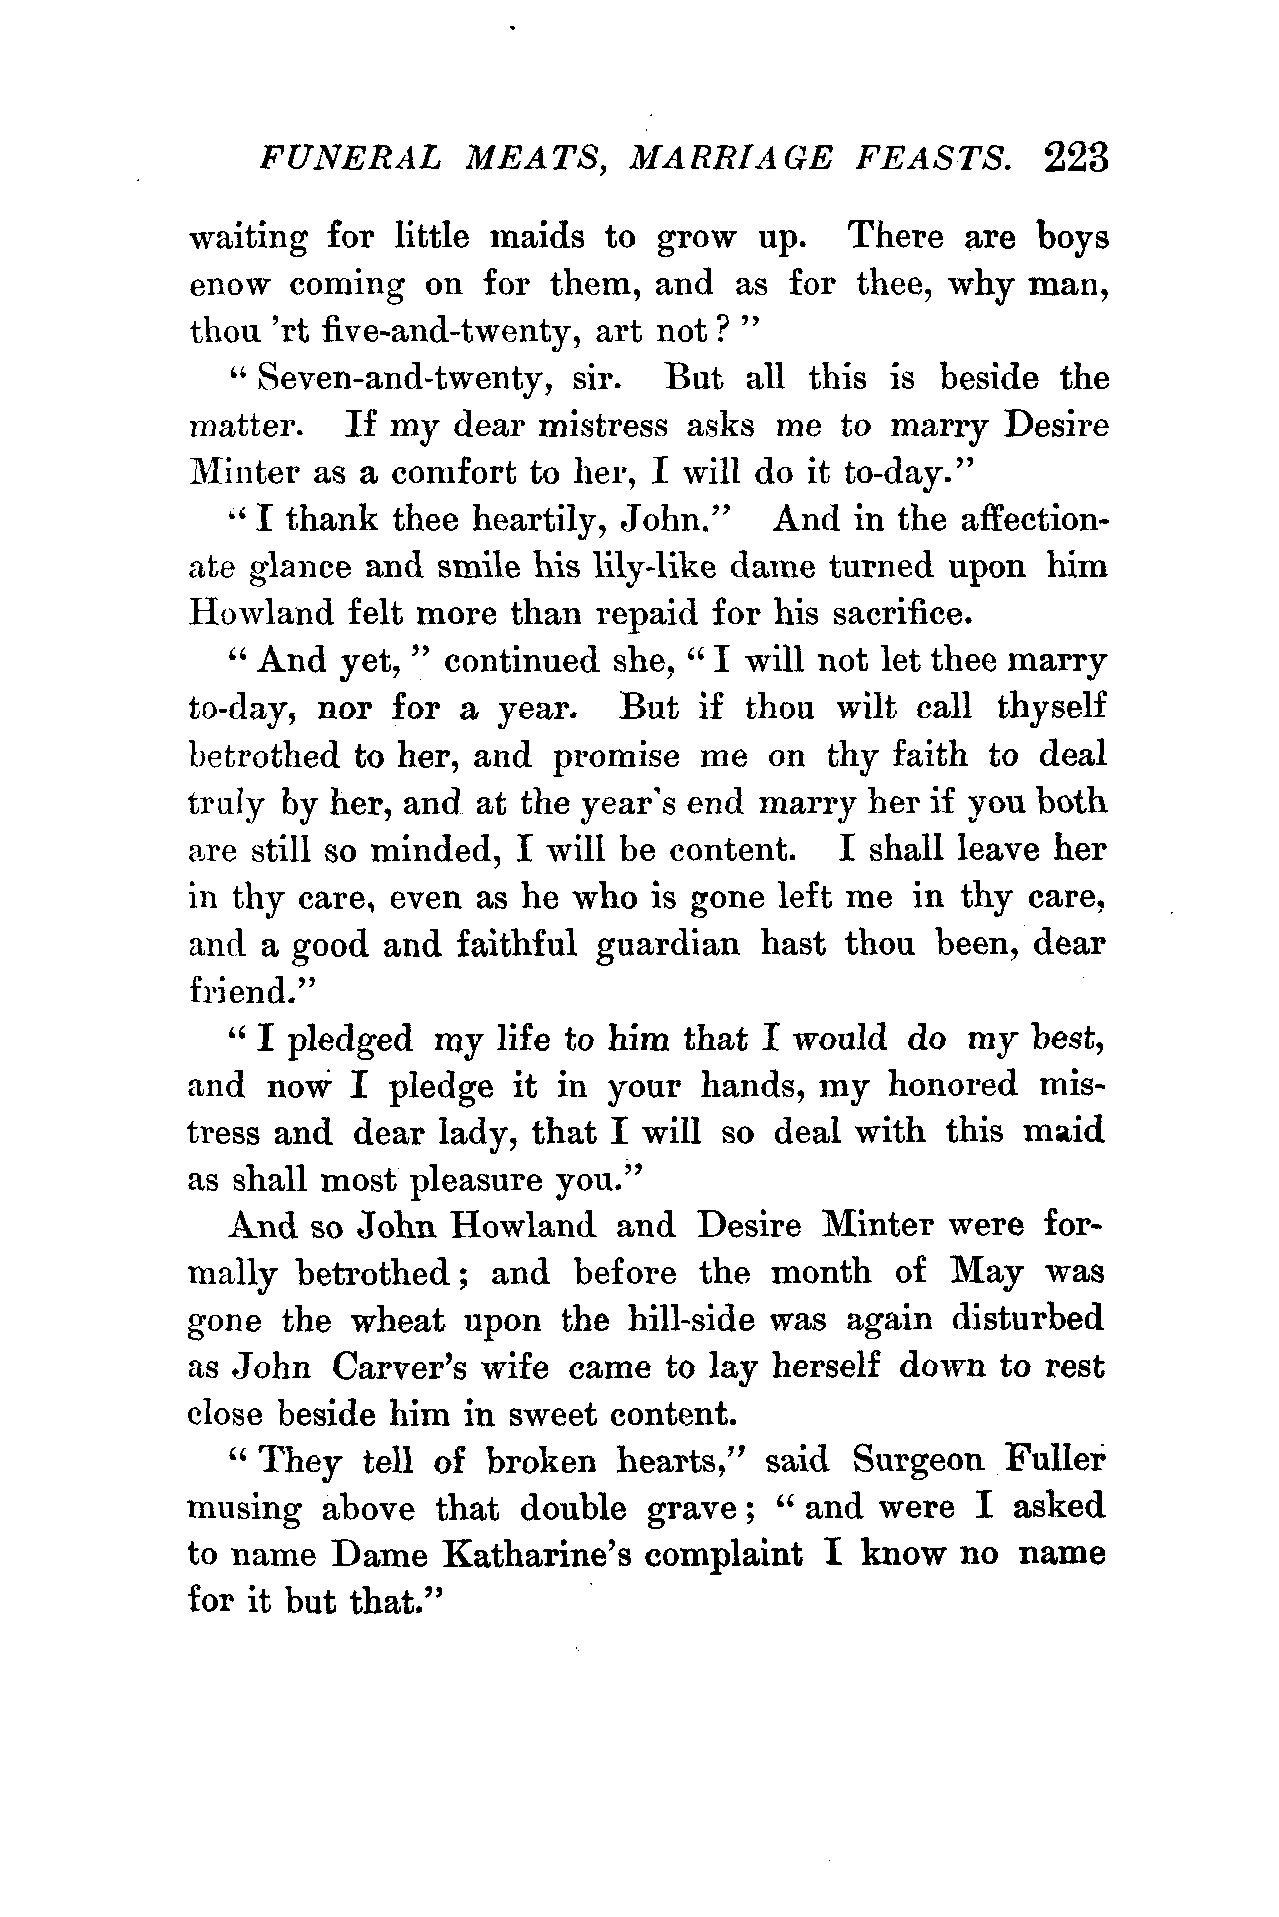 FUNERAL MEATS, MARRIAGE FEASTS. 223
waiting for little maids to grow up. There are boys
enow coming on for them, and as for thee, why man,
thou 'rt five-and-twenty, art not? "
" Seven-and-twenty, sir. But all this is beside the
matter. If my dear mistress asks me to marry Desire
Minter as a comfort to her, I will do it to-day."
" I thank thee heartily, John." And in the affection-
ate glance and smile his lily-like dame turned upon him
Howland felt more than repaid for his sacrifice.
" And yet, " continued she, " I will not let thee marry
to-day, nor for a year. But if thou wilt call thyself
betrothed to her, and promise me on thy faith to deal
truly by her, and at the year's end marry her if you both
are still so minded, I will be content. I shall leave her
in thy care, even as he who is gone left me in thy care,
and a good and faithful guardian hast thou been, dear
friend."
" I pledged my life to him that I would do my best,
and now I pledge it in your hands, my honored mis-
tress and dear lady, that I will so deal with this maid
as shall most pleasure you."
And so John Howland and Desire Minter were for-
mally betrothed; and before the month of May was
gone the wheat upon the hill-side was again disturbed
as John Carver's wife came to lay herself down to rest
close beside him in sweet content.
" They tell of broken hearts," said Surgeon Fuller
musing above that double grave; " and were I asked
to name Dame Katharine's complaint I know no name
for it but that."